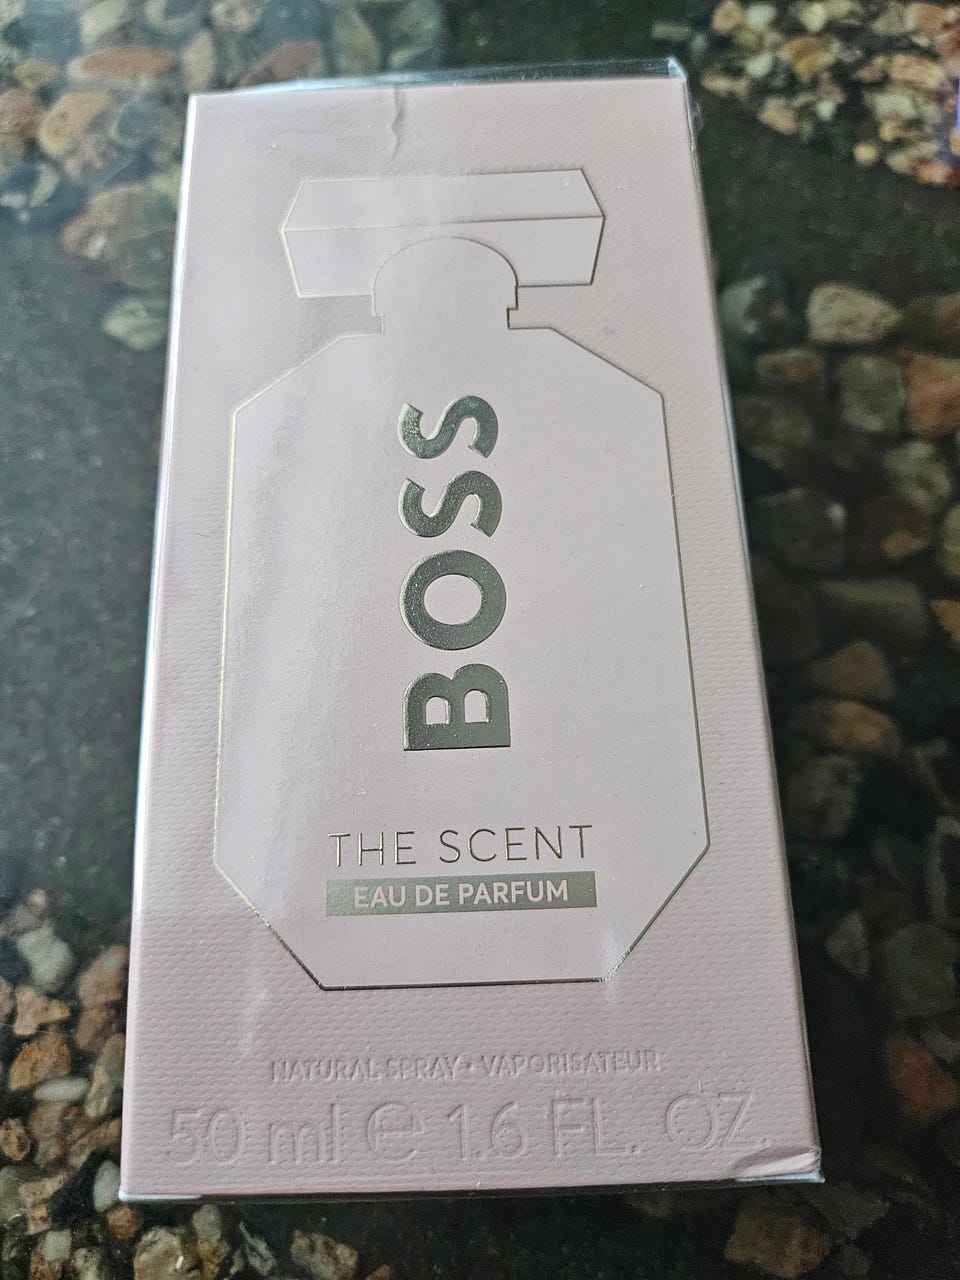 BOSS
THE SCENT
EAU DE PARFUM
NATURAL SPRAY • VAPORISATEUR
50 ml ℮ 1.6 FL. OZ.